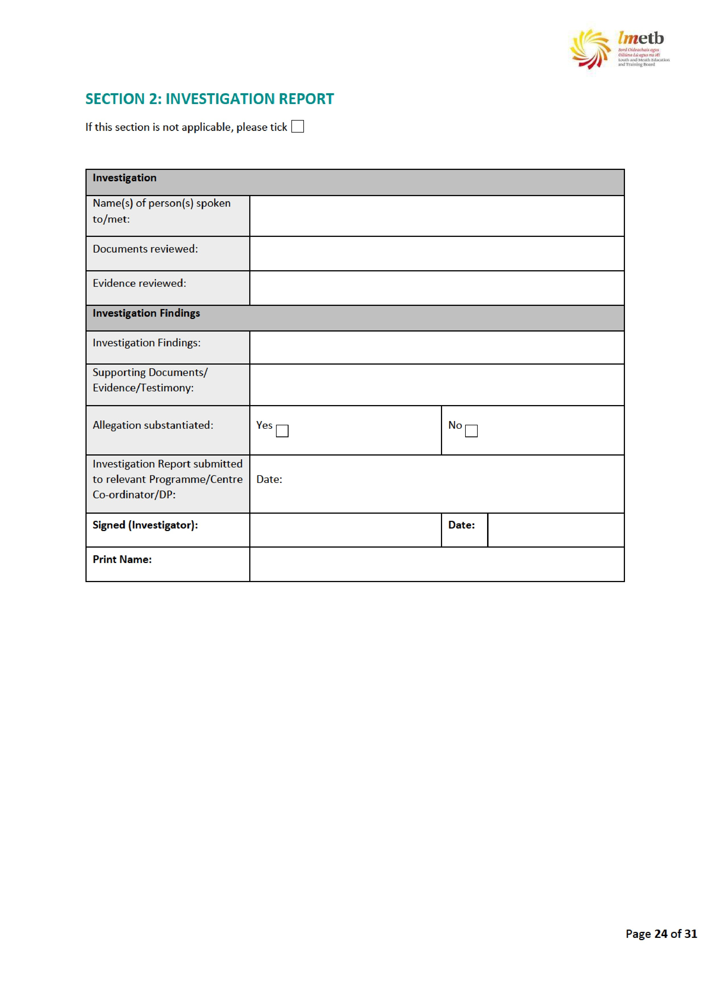 lmetb
Bord Oideachais agus
Oiliúna Lú agus na Mí
Louth and Meath Education
and Training Board
SECTION 2: INVESTIGATION REPORT
If this section is not applicable, please tick
Investigation
Name(s) of person(s) spoken
to/met:
Documents reviewed:
Evidence reviewed:
Investigation Findings
Investigation Findings:
Supporting Documents/
Evidence/Testimony:
Allegation substantiated: Yes No
Investigation Report submitted
to relevant Programme/Centre Date:
Co-ordinator/DP:
Signed (Investigator): Date:
Print Name:
Page 24 of 31